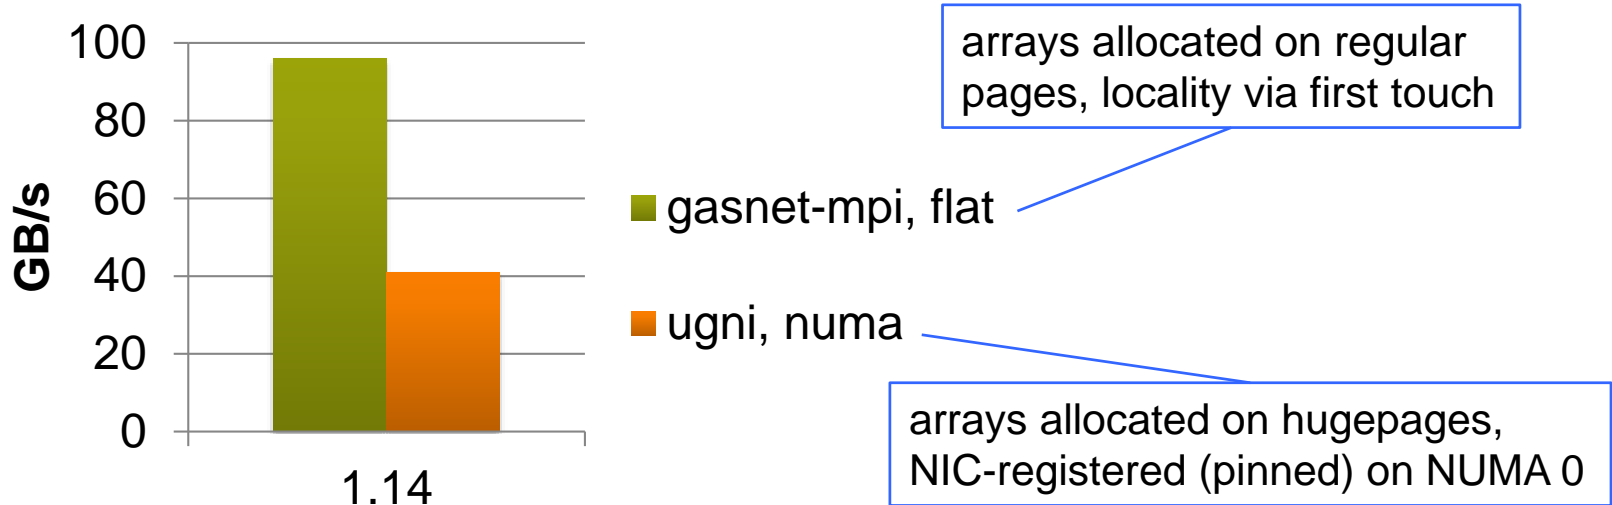 GB/s
100
80
60
40
20
0
1.14
gasnet-mpi, flat
ugni, numa
arrays allocated on regular
pages, locality via first touch
arrays allocated on hugepages,
NIC-registered (pinned) on NUMA 0